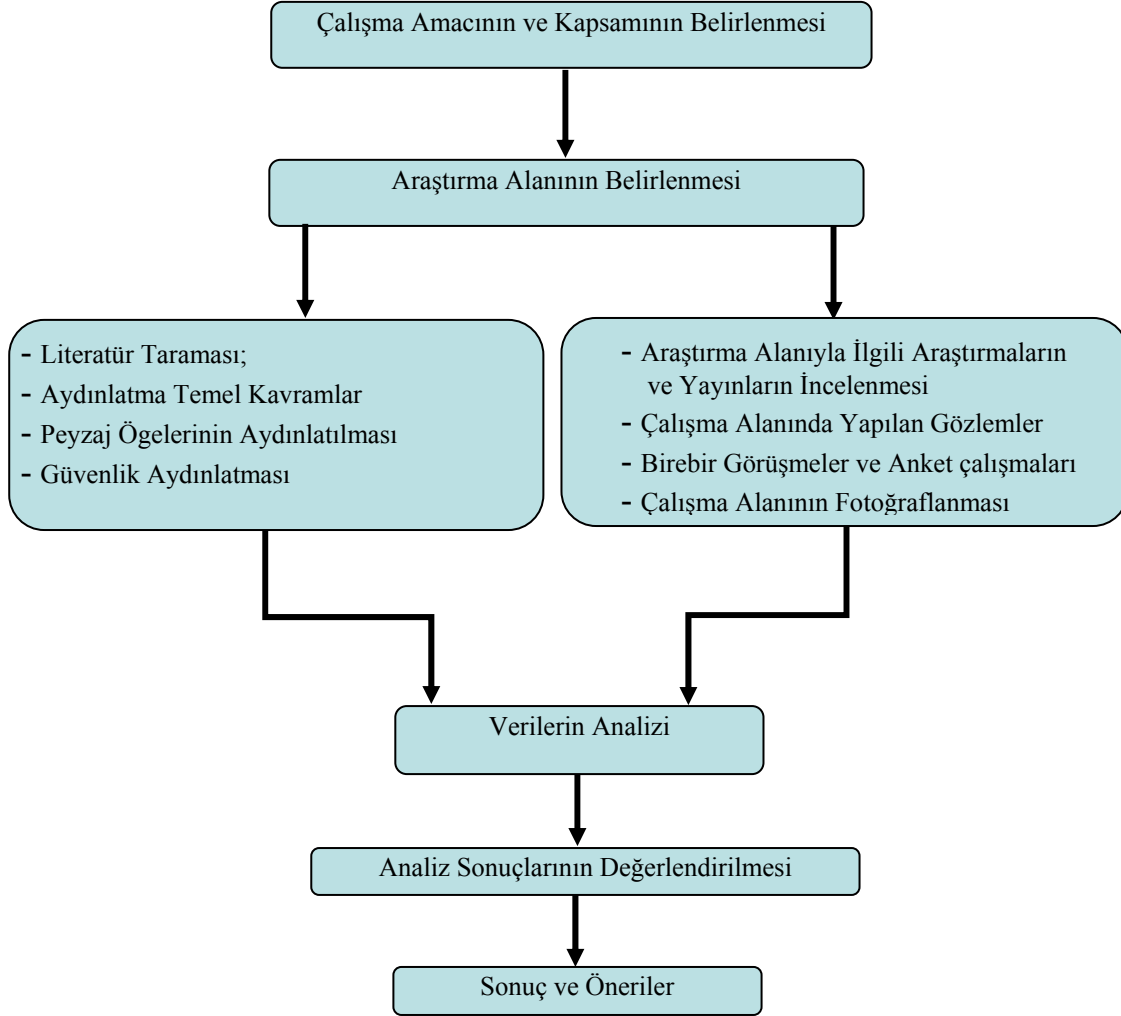 Çalışma Amacının ve Kapsamının Belirlenmesi
Araştırma Alanının Belirlenmesi
- Literatür Taraması;
- Aydınlatma Temel Kavramlar
- Peyzaj Ögelerinin Aydınlatılması
- Güvenlik Aydınlatması
- Araştırma Alanıyla İlgili Araştırmaların
ve Yayınların İncelenmesi
- Çalışma Alanında Yapılan Gözlemler
- Birebir Görüşmeler ve Anket çalışmaları
- Çalışma Alanının Fotoğraflanması
Verilerin Analizi
Analiz Sonuçlarının Değerlendirilmesi
Sonuç ve Öneriler